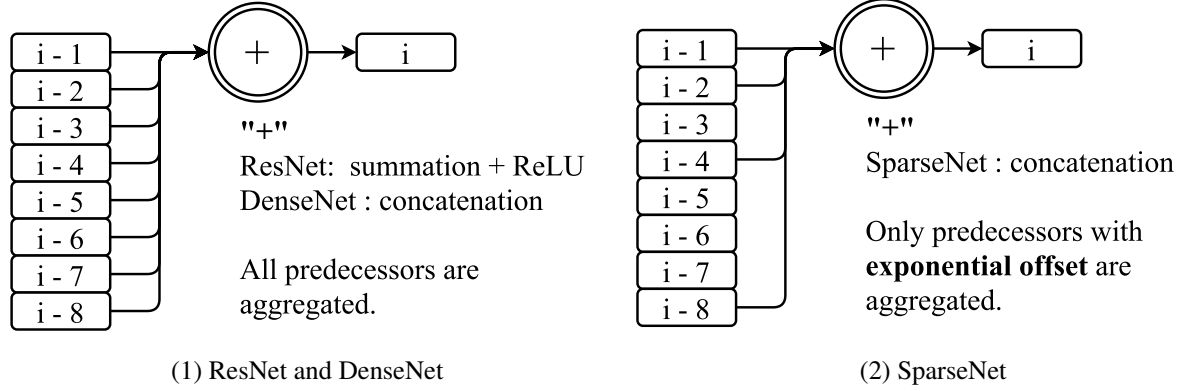 i - 1
i - 2
i - 3
i - 4
i - 5
i - 6
i - 7
i - 8
+
i
"+"
ResNet:  summation + ReLU
DenseNet : concatenation
All predecessors are
aggregated.
(1) ResNet and DenseNet
i - 1
i - 2
i - 3
i - 4
i - 5
i - 6
i - 7
i - 8
+
i
"+"
SparseNet : concatenation
Only predecessors with
exponential offset are
aggregated.
(2) SparseNet